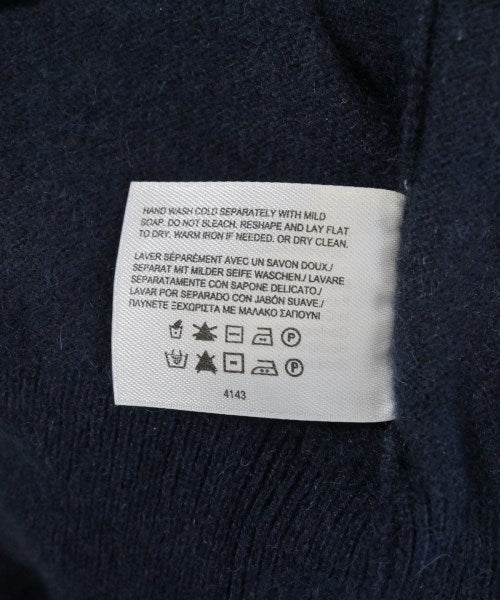 HAND WASH COLD SEPARATELY WITH MILD
SOAP. DO NOT BLEACH. RESHAPE AND LAY FLAT
TO DRY. WARM IRON IF NEEDED. OR DRY CLEAN.
LAVER SÉPARÉMENT AVEC UN SAVON DOUX./
SEPARAT MIT MILDER SEIFE WASCHEN./ LAVARE
SEPARATAMENTE CON SAPONE DELICATO./
LAVAR POR SEPARADO CON JABÓN SUAVE./
ΠΛΥΝΕΤΕ ΞΕΧΩΡΙΣΤΑ ΜΕ ΜΑΛΑΚΟ ΣΑΠΟΥΝΙ
P
P
4143